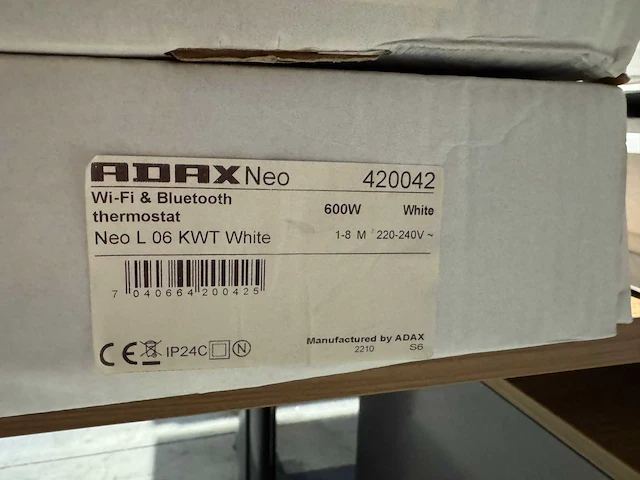 ADAX Neo 420042
Wi-Fi & Bluetooth
thermostat 600W White
Neo L 06 KWT White 1-8 M 220-240V ~
7 040664 200425
CE IP24C N Manufactured by ADAX
2210 S6